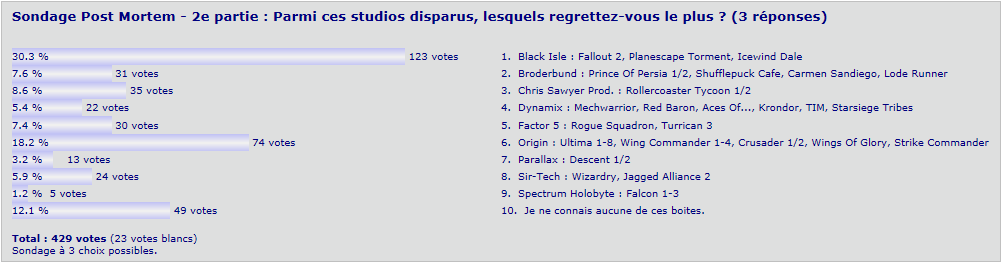 Sondage Post Mortem - 2e partie : Parmi ces studios disparus, lesquels regrettez-vous le plus ? (3 réponses)
30.3 % 123 votes 1. Black Isle : Fallout 2, Planescape Torment, Icewind Dale
7.6 % 31 votes 2. Broderbund : Prince Of Persia 1/2, Shufflepuck Cafe, Carmen Sandiego, Lode Runner
8.6 % 35 votes 3. Chris Sawyer Prod. : Rollercoaster Tycoon 1/2
5.4 % 22 votes 4. Dynamix : Mechwarrior, Red Baron, Aces Of..., Krondor, TIM, Starsiege Tribes
7.4 % 30 votes 5. Factor 5 : Rogue Squadron, Turrican 3
18.2 % 74 votes 6. Origin : Ultima 1-8, Wing Commander 1-4, Crusader 1/2, Wings Of Glory, Strike Commander
3.2 % 13 votes 7. Parallax : Descent 1/2
5.9 % 24 votes 8. Sir-Tech : Wizardry, Jagged Alliance 2
1.2 % 5 votes 9. Spectrum Holobyte : Falcon 1-3
12.1 % 49 votes 10. Je ne connais aucune de ces boites.
Total : 429 votes (23 votes blancs)
Sondage à 3 choix possibles.